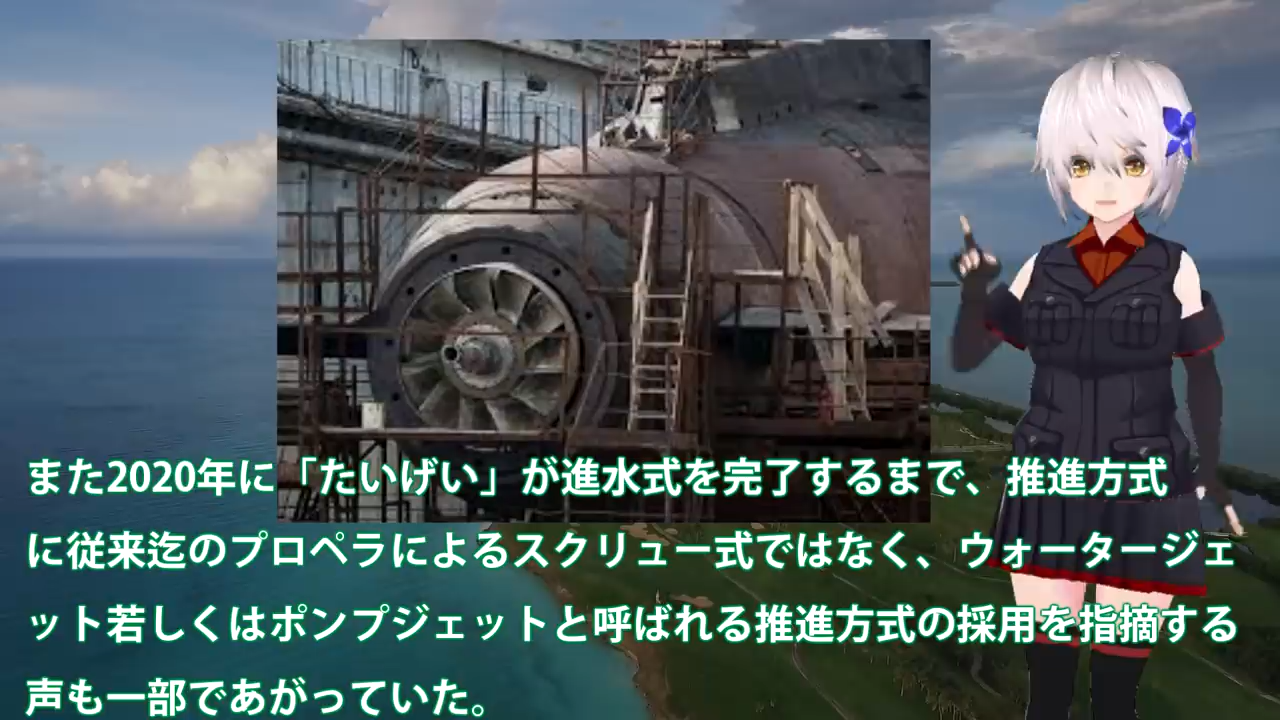 また2020年に「たいげい」が進水式を完了するまで、推進方式
に従来迄のプロペラによるスクリュー式ではなく、ウォータージェ
ット若しくはポンプジェットと呼ばれる推進方式の採用を指摘する
声も一部であがっていた。